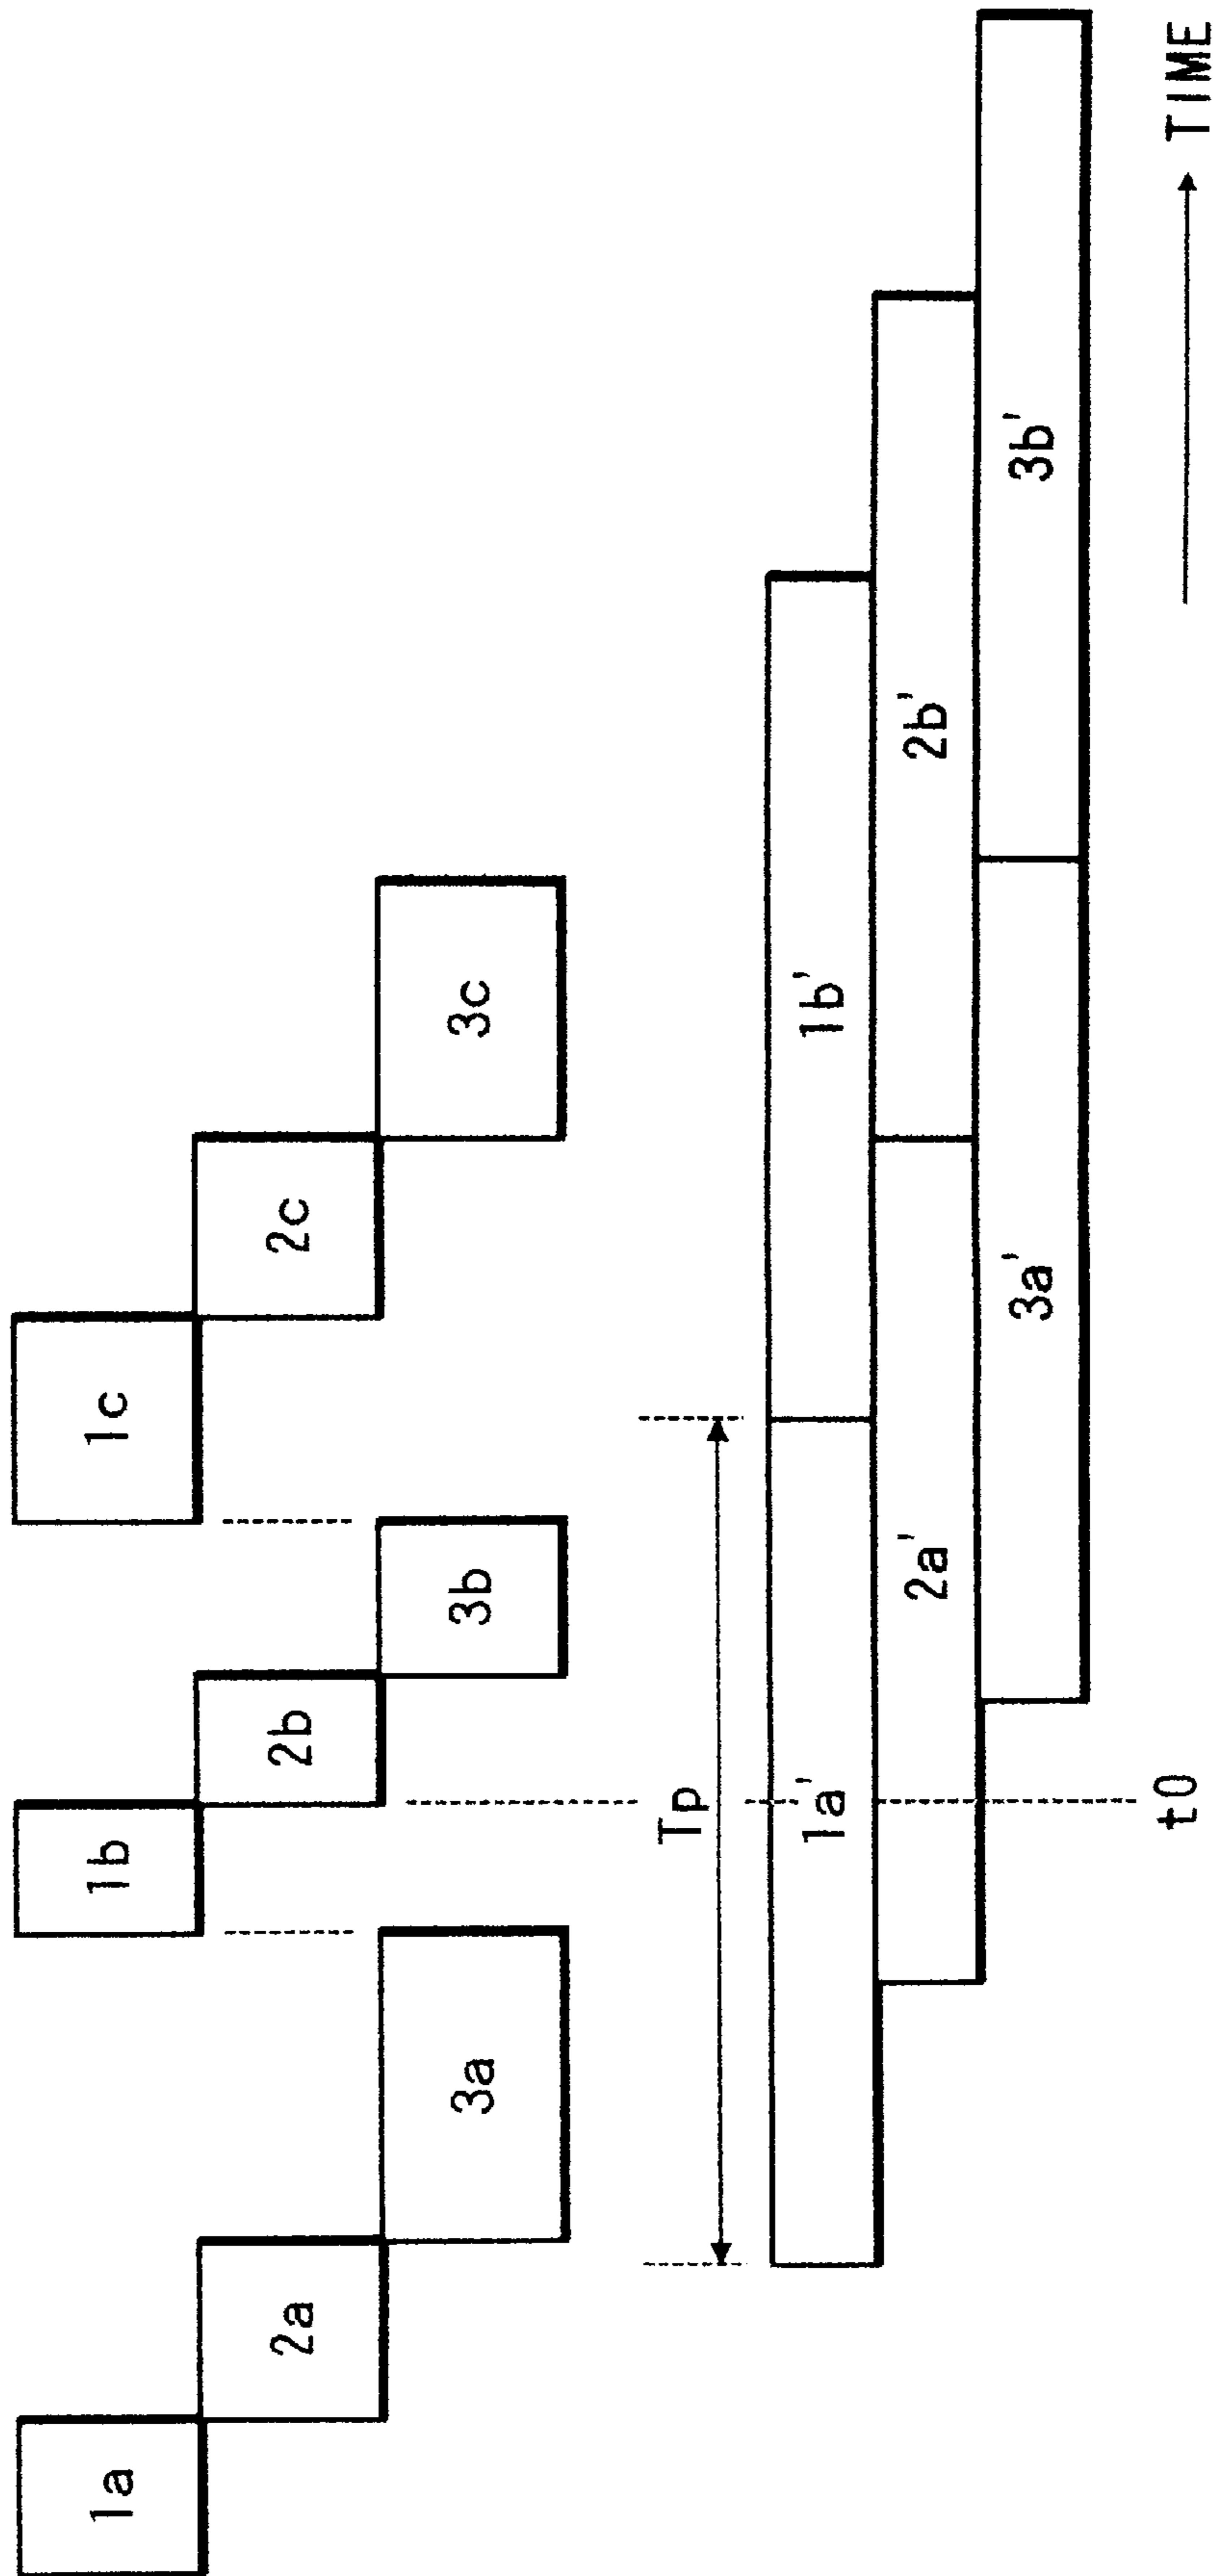 1a
1b
1c
2a
2b
2c
3a
3b
3c
Tp
1a'
1b'
2a'
2b'
3a'
3b'
t0
TIME